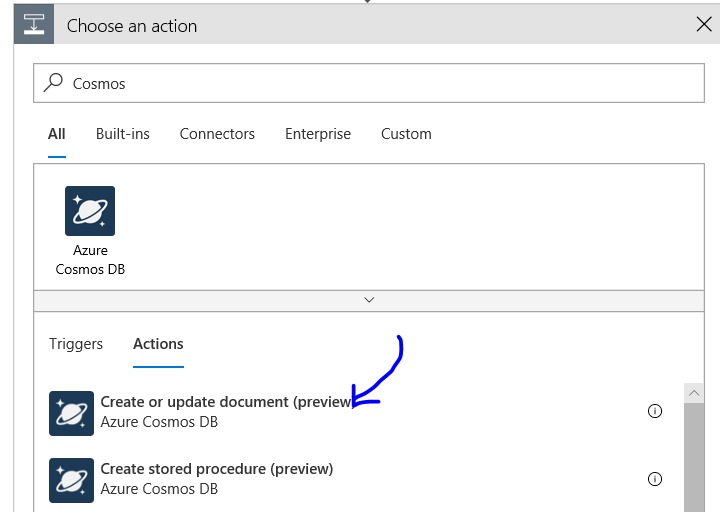 Choose an action
Cosmos
All Built-ins Connectors Enterprise Custom
Azure
Cosmos DB
Triggers Actions
Create or update document (preview
Azure Cosmos DB
Create stored procedure (preview)
Azure Cosmos DB